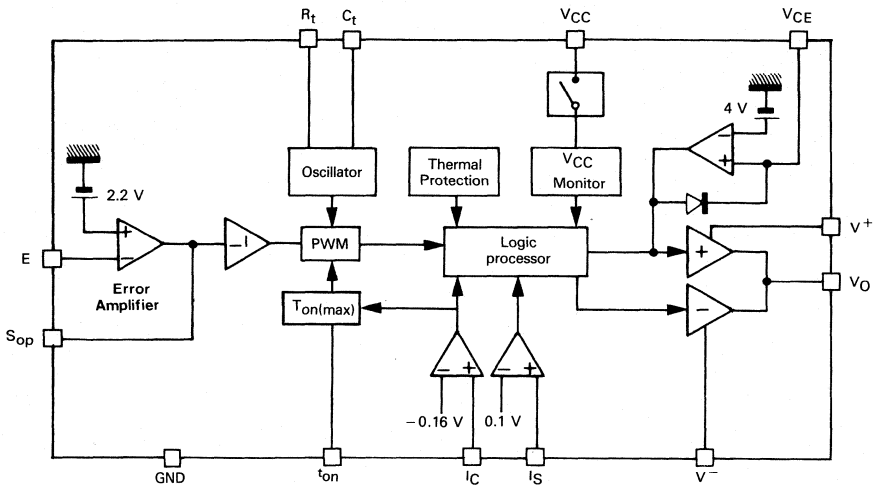 Rt Ct VCC VCE
4 V
Oscillator
Thermal
Protection
VCC
Monitor
2.2 V
+
−
−
+
E
Error
Amplifier
−I
PWM
Logic
processor
+
V+
VO
−
Ton(max)
Sop
− +
− +
−0.16 V
0.1 V
GND
ton
IC
IS
V−